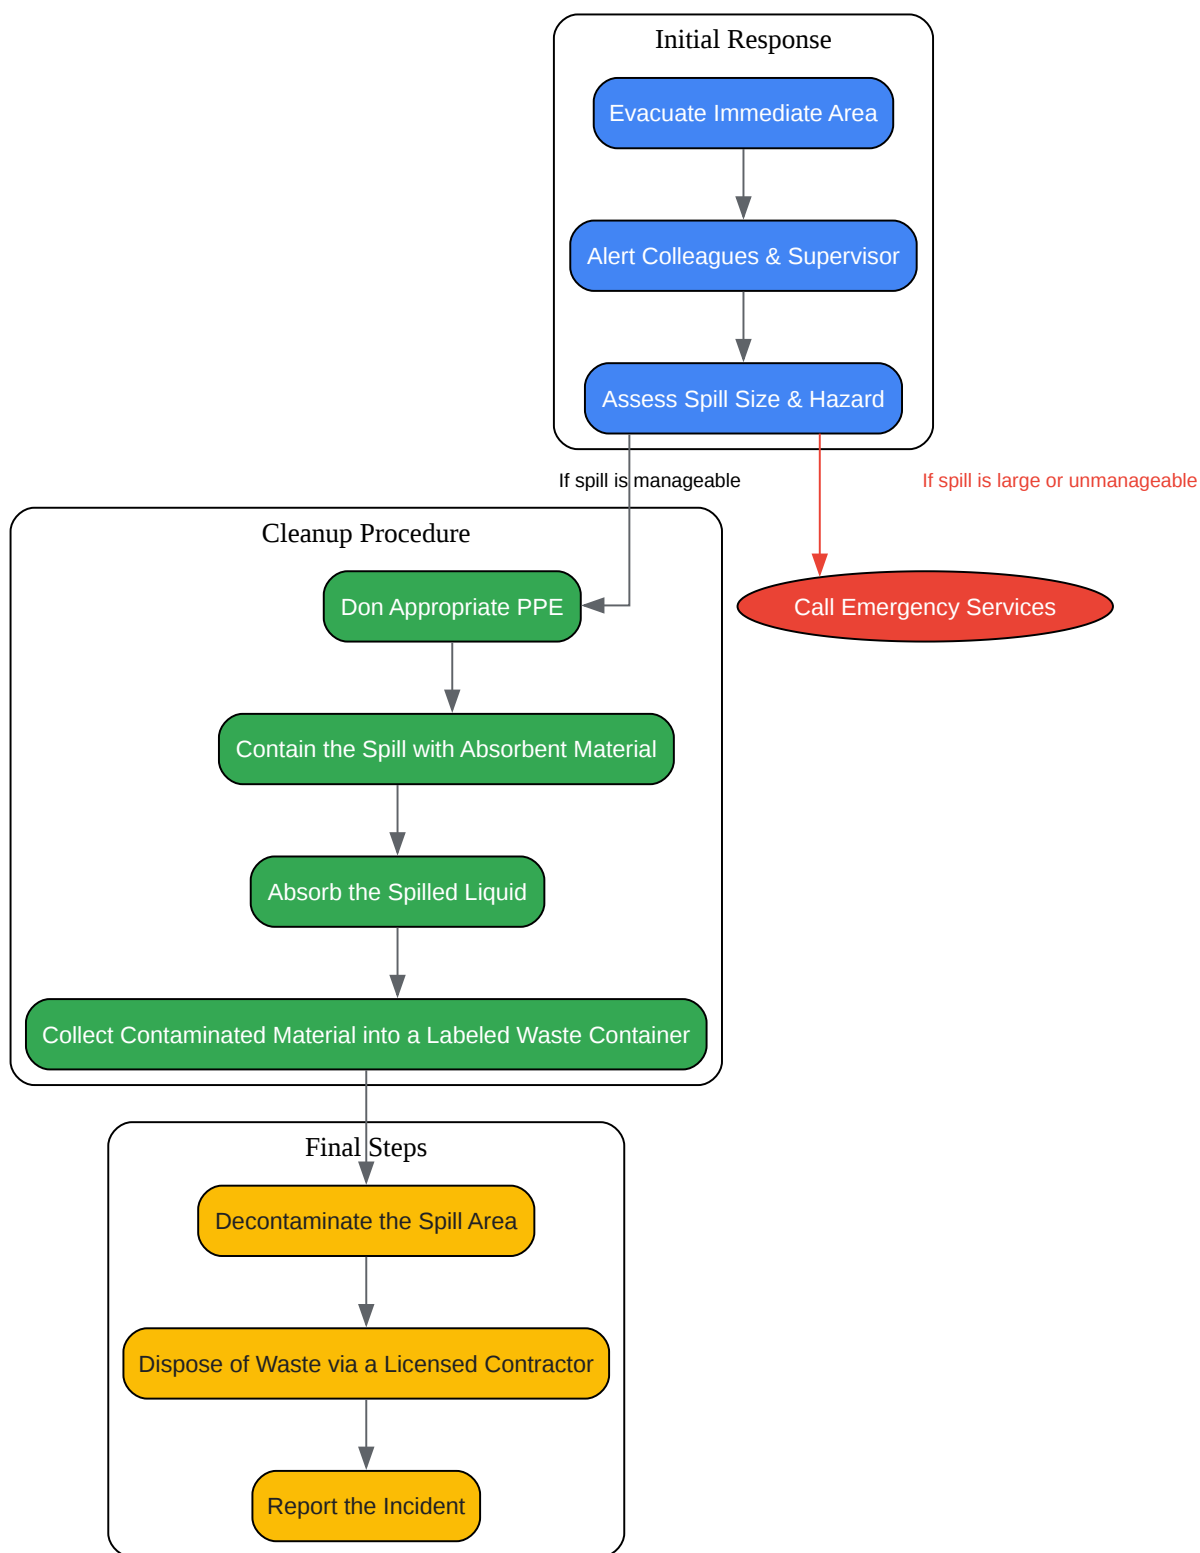 Initial Response
Evacuate Immediate Area
Alert Colleagues & Supervisor
Assess Spill Size & Hazard
If spill is manageable
If spill is large or unmanageable
Cleanup Procedure
Don Appropriate PPE
Call Emergency Services
Contain the Spill with Absorbent Material
Absorb the Spilled Liquid
Collect Contaminated Material into a Labeled Waste Container
Final Steps
Decontaminate the Spill Area
Dispose of Waste via a Licensed Contractor
Report the Incident